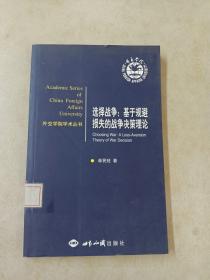 Academic Series
of
China Foreign
Affairs
University
外交学院学术丛书
选择战争：基于规避
损失的战争决策理论
Choosing War: A Loss-Aversion
Theory of War Decision
林民旺 著
世界知识出版社